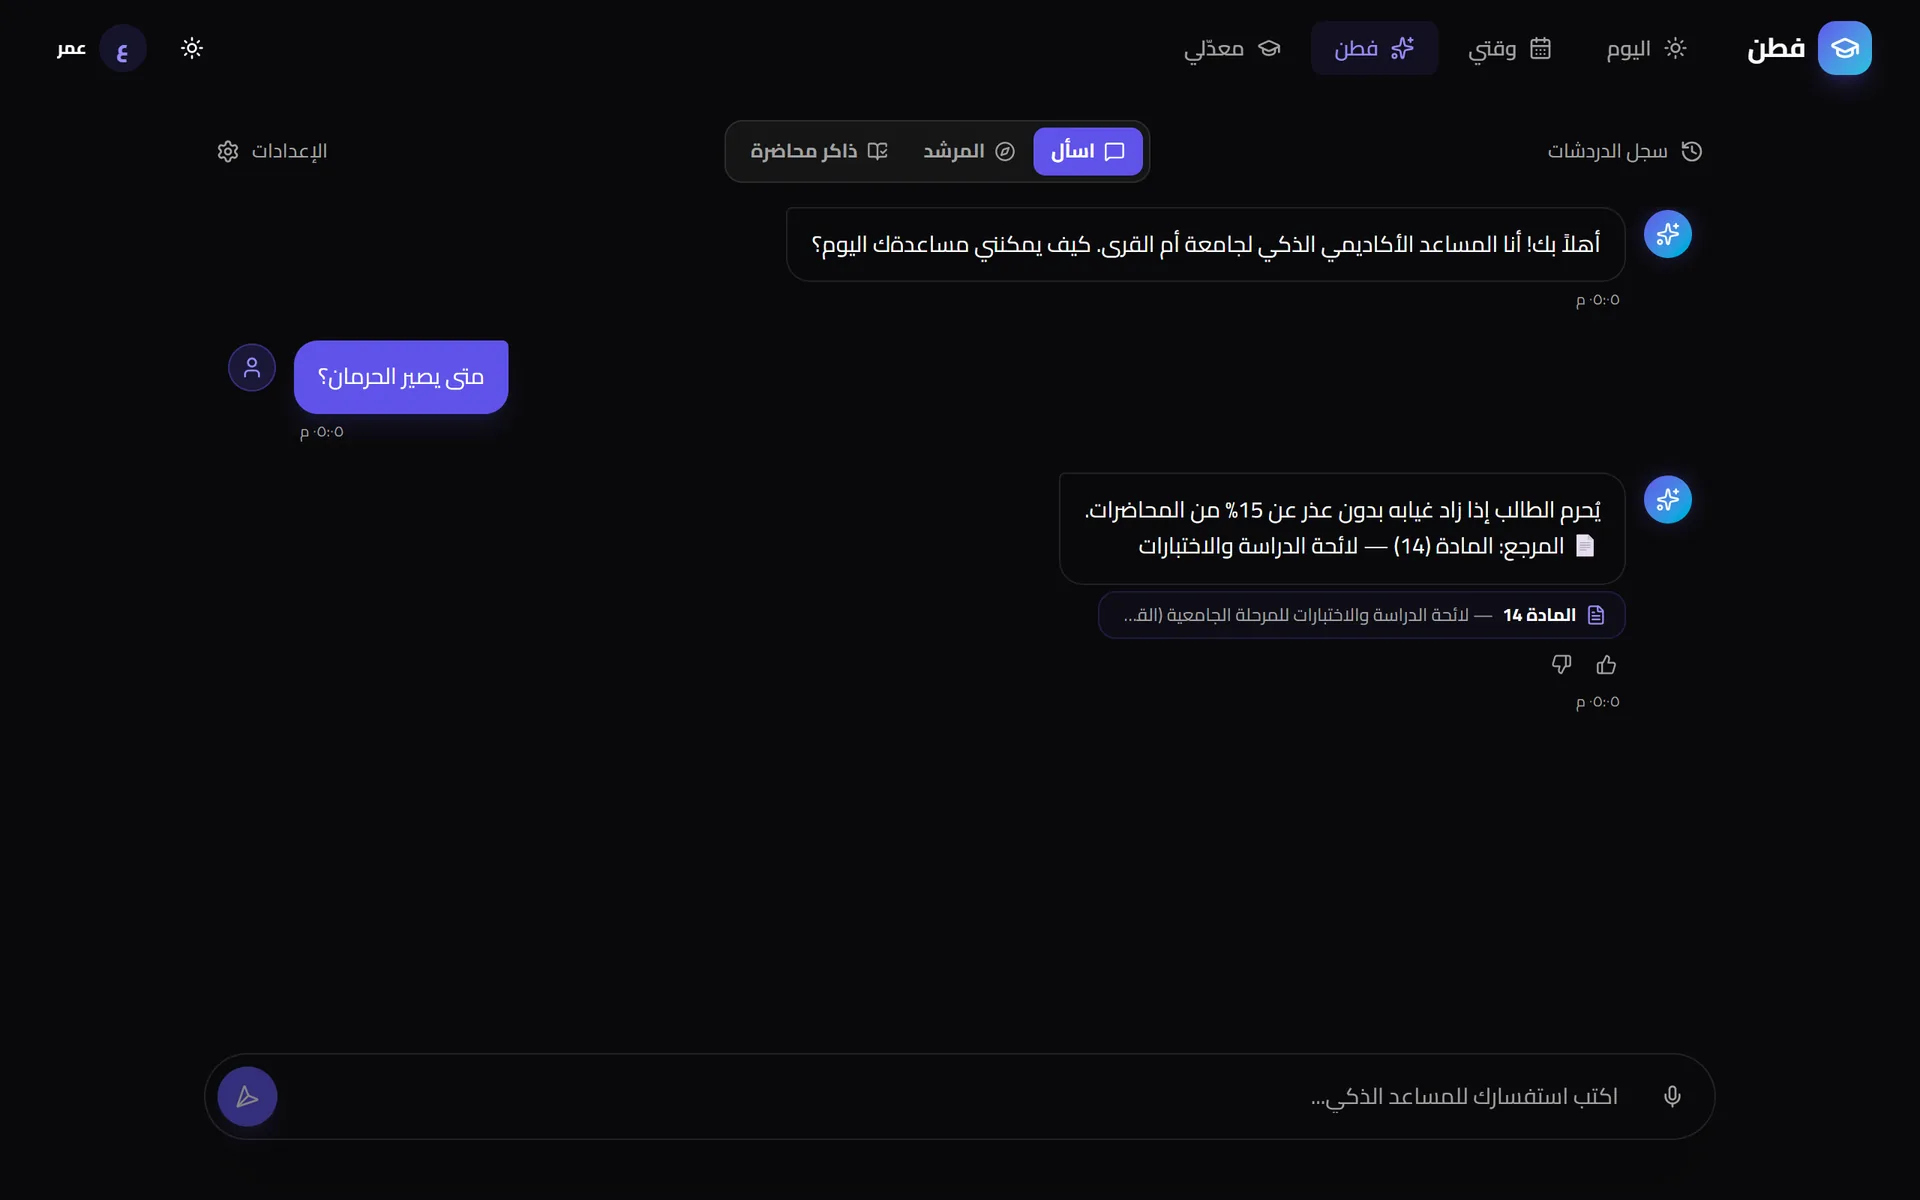 فطن
اليوم
وقتي
فطن
معدّلي
ع
عمر
سجل الدردشات
اسأل
المرشد
ذاكر محاضرة
الإعدادات
أهلاً بك! أنا المساعد الأكاديمي الذكي لجامعة أم القرى. كيف يمكنني مساعدتك اليوم؟
٠٥:٠٥ م
متى يصير الحرمان؟
٠٥:٠٥ م
يُحرم الطالب إذا زاد غيابه بدون عذر عن 15% من المحاضرات.
📄 المرجع: المادة (14) — لائحة الدراسة والاختبارات
المادة 14 — لائحة الدراسة والاختبارات للمرحلة الجامعية (الق...
٠٥:٠٥ م
اكتب استفسارك للمساعد الذكي...